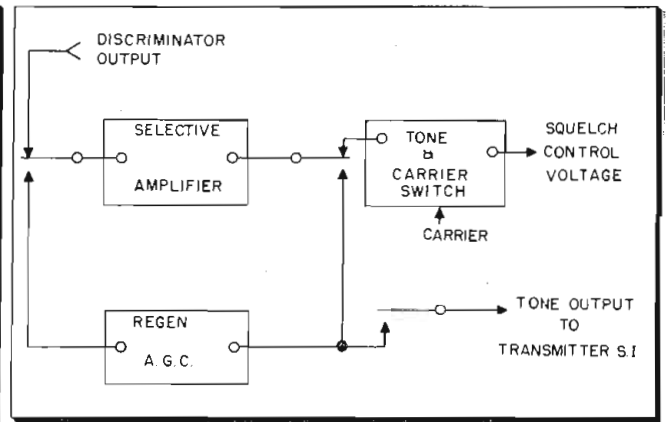 DISCRIMINATOR
OUTPUT
SELECTIVE
AMPLIFIER
TONE
&
CARRIER
SWITCH
SQUELCH
CONTROL
VOLTAGE
CARRIER
REGEN
A.G.C.
TONE OUTPUT
TO
TRANSMITTER S.I